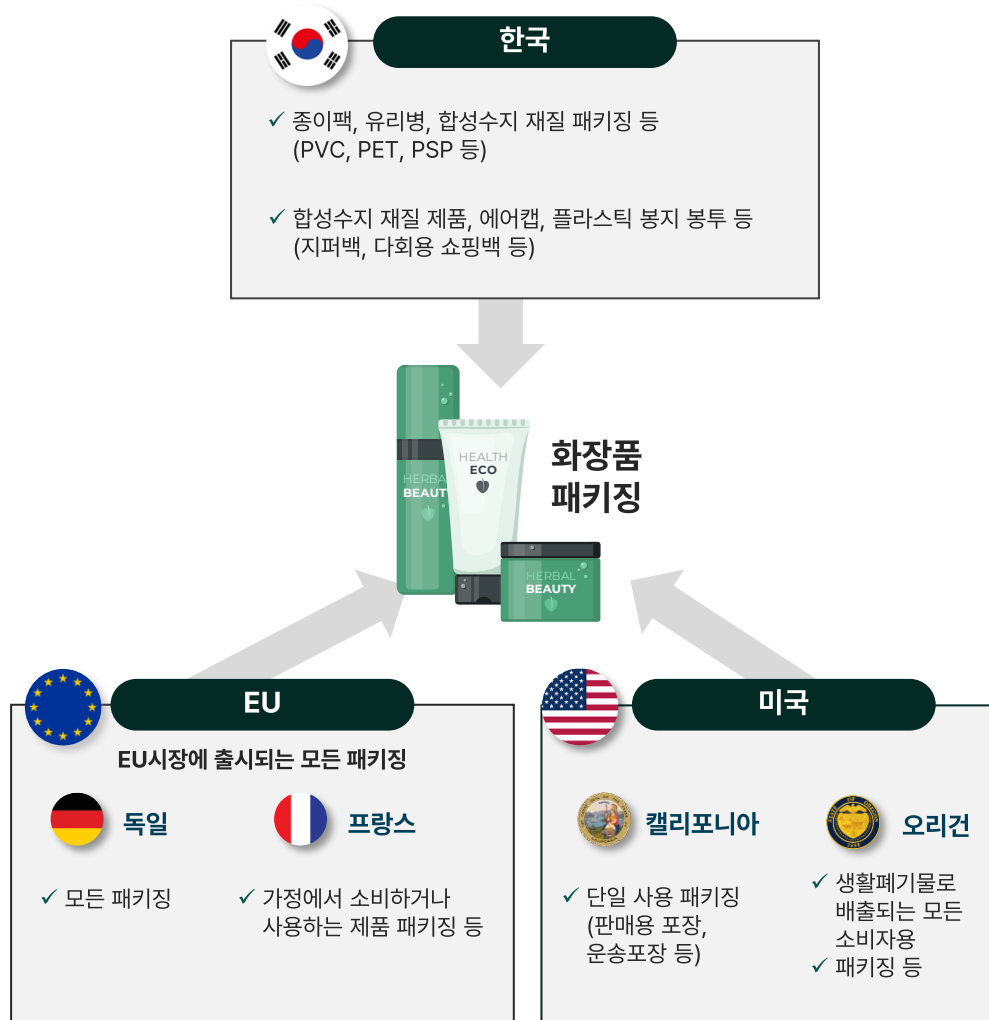 한국
✓ 종이팩, 유리병, 합성수지 재질 패키징 등
(PVC, PET, PSP 등)
✓ 합성수지 재질 제품, 에어캡, 플라스틱 봉지 봉투 등
(지퍼백, 다회용 쇼핑백 등)
HERBA
BEAUT
HEALTH
ECO
HERBAL
BEAUTY
화장품
패키징
EU
EU시장에 출시되는 모든 패키징
독일
✓ 모든 패키징
프랑스
✓ 가정에서 소비하거나
사용하는 제품 패키징 등
미국
캘리포니아
✓ 단일 사용 패키징
(판매용 포장,
운송포장 등)
오리건
✓ 생활폐기물로
배출되는 모든
소비자용
✓ 패키징 등